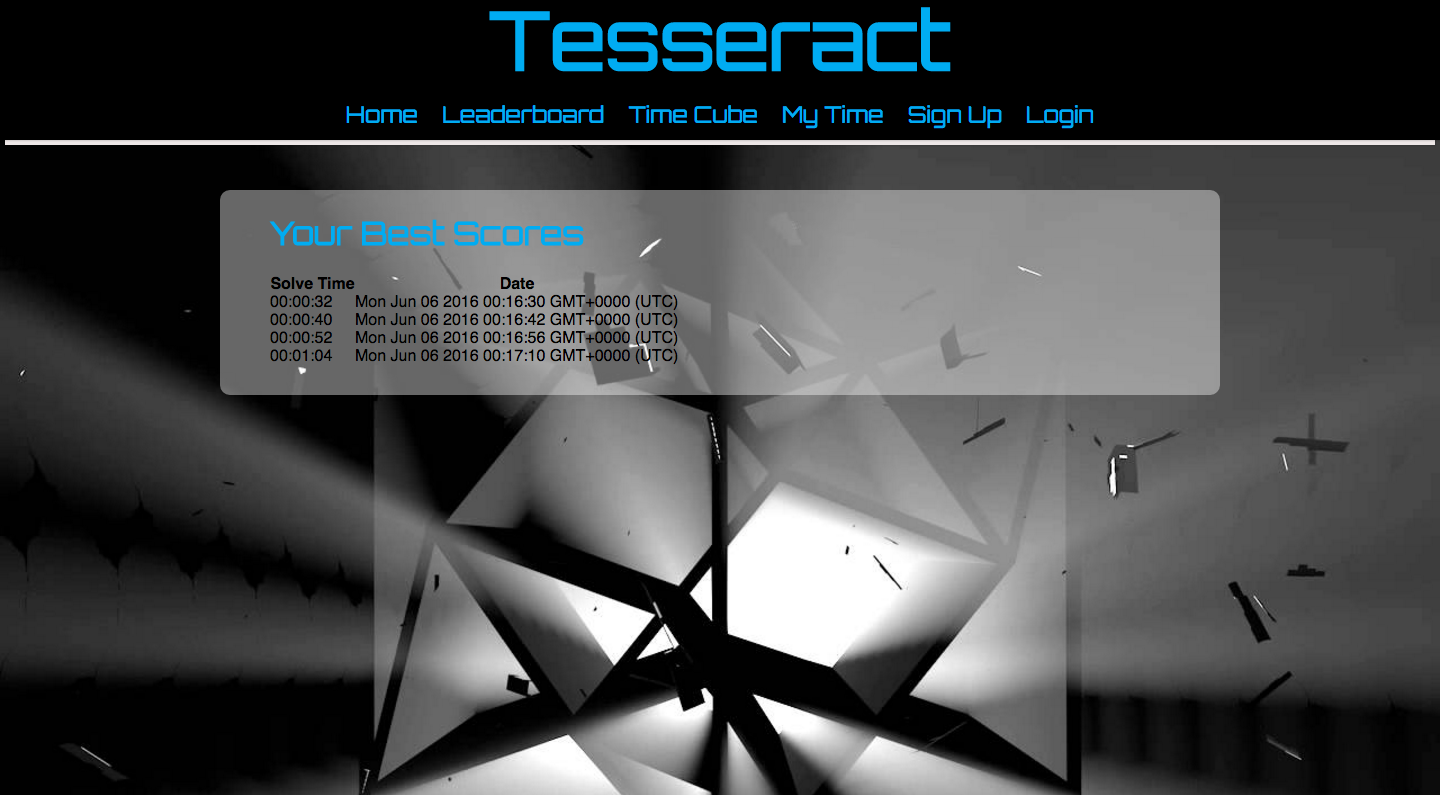 Tesseract
Home Leaderboard Time Cube My Time Sign Up Login
Your Best Scores
Solve Time Date
00:00:32 Mon Jun 06 2016 00:16:30 GMT+0000 (UTC)
00:00:40 Mon Jun 06 2016 00:16:42 GMT+0000 (UTC)
00:00:52 Mon Jun 06 2016 00:16:56 GMT+0000 (UTC)
00:01:04 Mon Jun 06 2016 00:17:10 GMT+0000 (UTC)